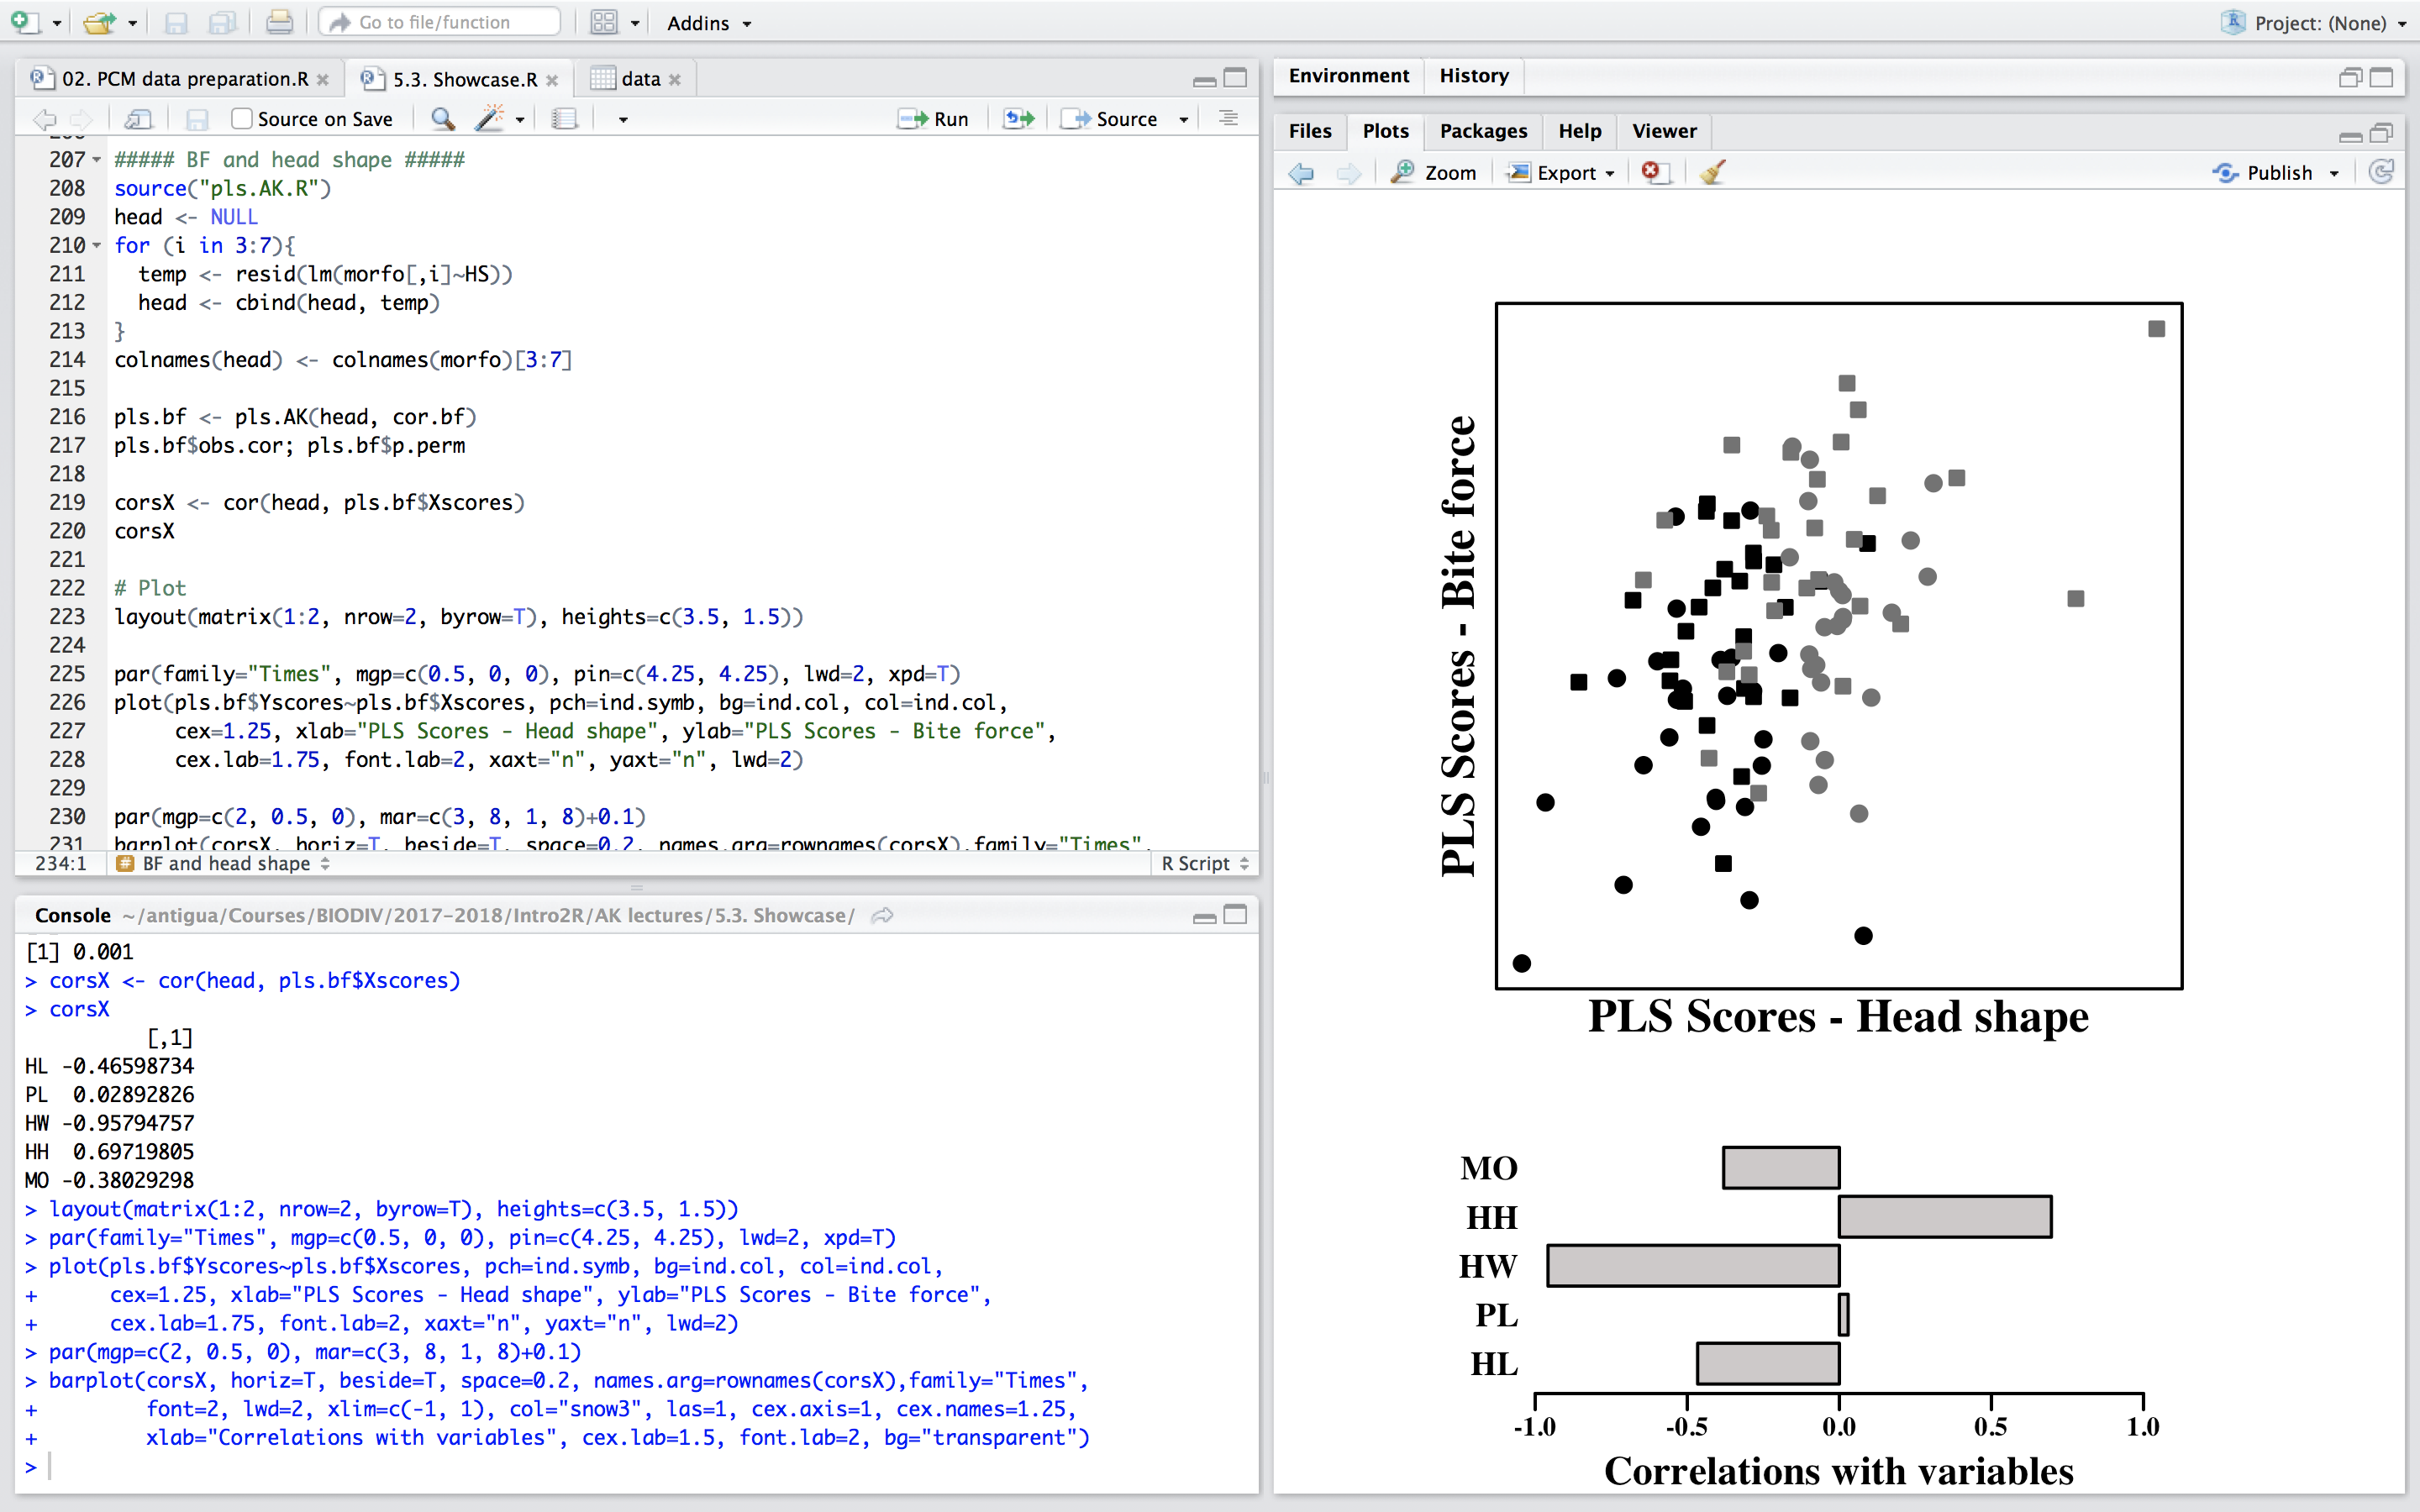 Go to file/function
Addins
Project: (None)
02. PCM data preparation.R
5.3. Showcase.R
data
Source on Save
Run
Source
207 ##### BF and head shape #####
208 source("pls.AK.R")
209 head <- NULL
210 for (i in 3:7){
211 temp <- resid(lm(morfo[,i]~HS))
212 head <- cbind(head, temp)
213 }
214 colnames(head) <- colnames(morfo)[3:7]
215
216 pls.bf <- pls.AK(head, cor.bf)
217 pls.bf$obs.cor; pls.bf$p.perm
218
219 corsX <- cor(head, pls.bf$Xscores)
220 corsX
221
222 # Plot
223 layout(matrix(1:2, nrow=2, byrow=T), heights=c(3.5, 1.5))
224
225 par(family="Times", mgp=c(0.5, 0, 0), pin=c(4.25, 4.25), lwd=2, xpd=T)
226 plot(pls.bf$Yscores~pls.bf$Xscores, pch=ind.symb, bg=ind.col, col=ind.col,
227 cex=1.25, xlab="PLS Scores - Head shape", ylab="PLS Scores - Bite force",
228 cex.lab=1.75, font.lab=2, xaxt="n", yaxt="n", lwd=2)
229
230 par(mgp=c(2, 0.5, 0), mar=c(3, 8, 1, 8)+0.1)
231 barplot(corsX, horiz=T, beside=T, space=0.2, names.arg=rownames(corsX),family="Times",
234:1
BF and head shape
R Script
Console ~/antigua/Courses/BIODIV/2017-2018/Intro2R/AK lectures/5.3. Showcase/
[1] 0.001
> corsX <- cor(head, pls.bf$Xscores)
> corsX
[,1]
HL -0.46598734
PL 0.02892826
HW -0.95794757
HH 0.69719805
MO -0.38029298
> layout(matrix(1:2, nrow=2, byrow=T), heights=c(3.5, 1.5))
> par(family="Times", mgp=c(0.5, 0, 0), pin=c(4.25, 4.25), lwd=2, xpd=T)
> plot(pls.bf$Yscores~pls.bf$Xscores, pch=ind.symb, bg=ind.col, col=ind.col,
+ cex=1.25, xlab="PLS Scores - Head shape", ylab="PLS Scores - Bite force",
+ cex.lab=1.75, font.lab=2, xaxt="n", yaxt="n", lwd=2)
> par(mgp=c(2, 0.5, 0), mar=c(3, 8, 1, 8)+0.1)
> barplot(corsX, horiz=T, beside=T, space=0.2, names.arg=rownames(corsX),family="Times",
+ font=2, lwd=2, xlim=c(-1, 1), col="snow3", las=1, cex.axis=1, cex.names=1.25,
+ xlab="Correlations with variables", cex.lab=1.5, font.lab=2, bg="transparent")
>
Environment
History
Files
Plots
Packages
Help
Viewer
Zoom
Export
Publish
PLS Scores - Bite force
PLS Scores - Head shape
MO
HH
HW
PL
HL
-1.0 -0.5 0.0 0.5 1.0
Correlations with variables